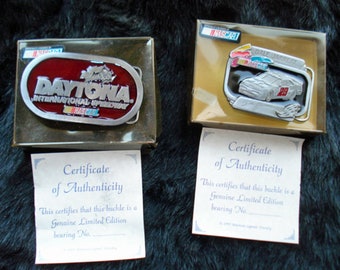 NASCAR
DAYTONA
INTERNATIONAL SPEEDWAY
NASCAR
Certificate
of Authenticity
This certifies that this buckle is a
Genuine Limited Edition
bearing No.
NASCAR
Certificate
of Authenticity
This certifies that this buckle is a
Genuine Limited Edition
bearing No.